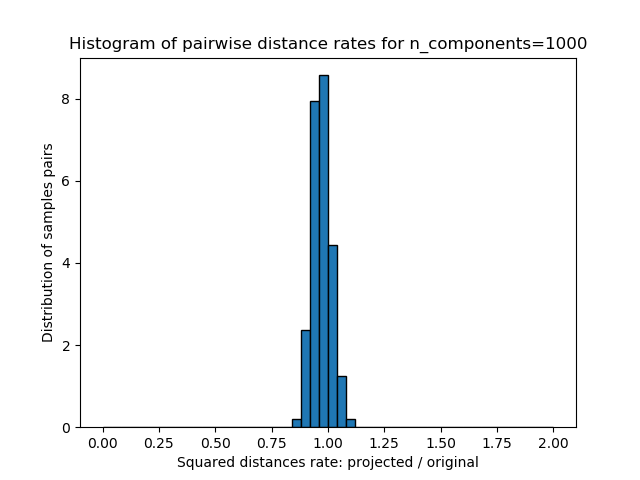 Histogram of pairwise distance rates for n_components=1000
Distribution of samples pairs
8
6
4
2
0
0.00 0.25 0.50 0.75 1.00 1.25 1.50 1.75 2.00
Squared distances rate: projected / original